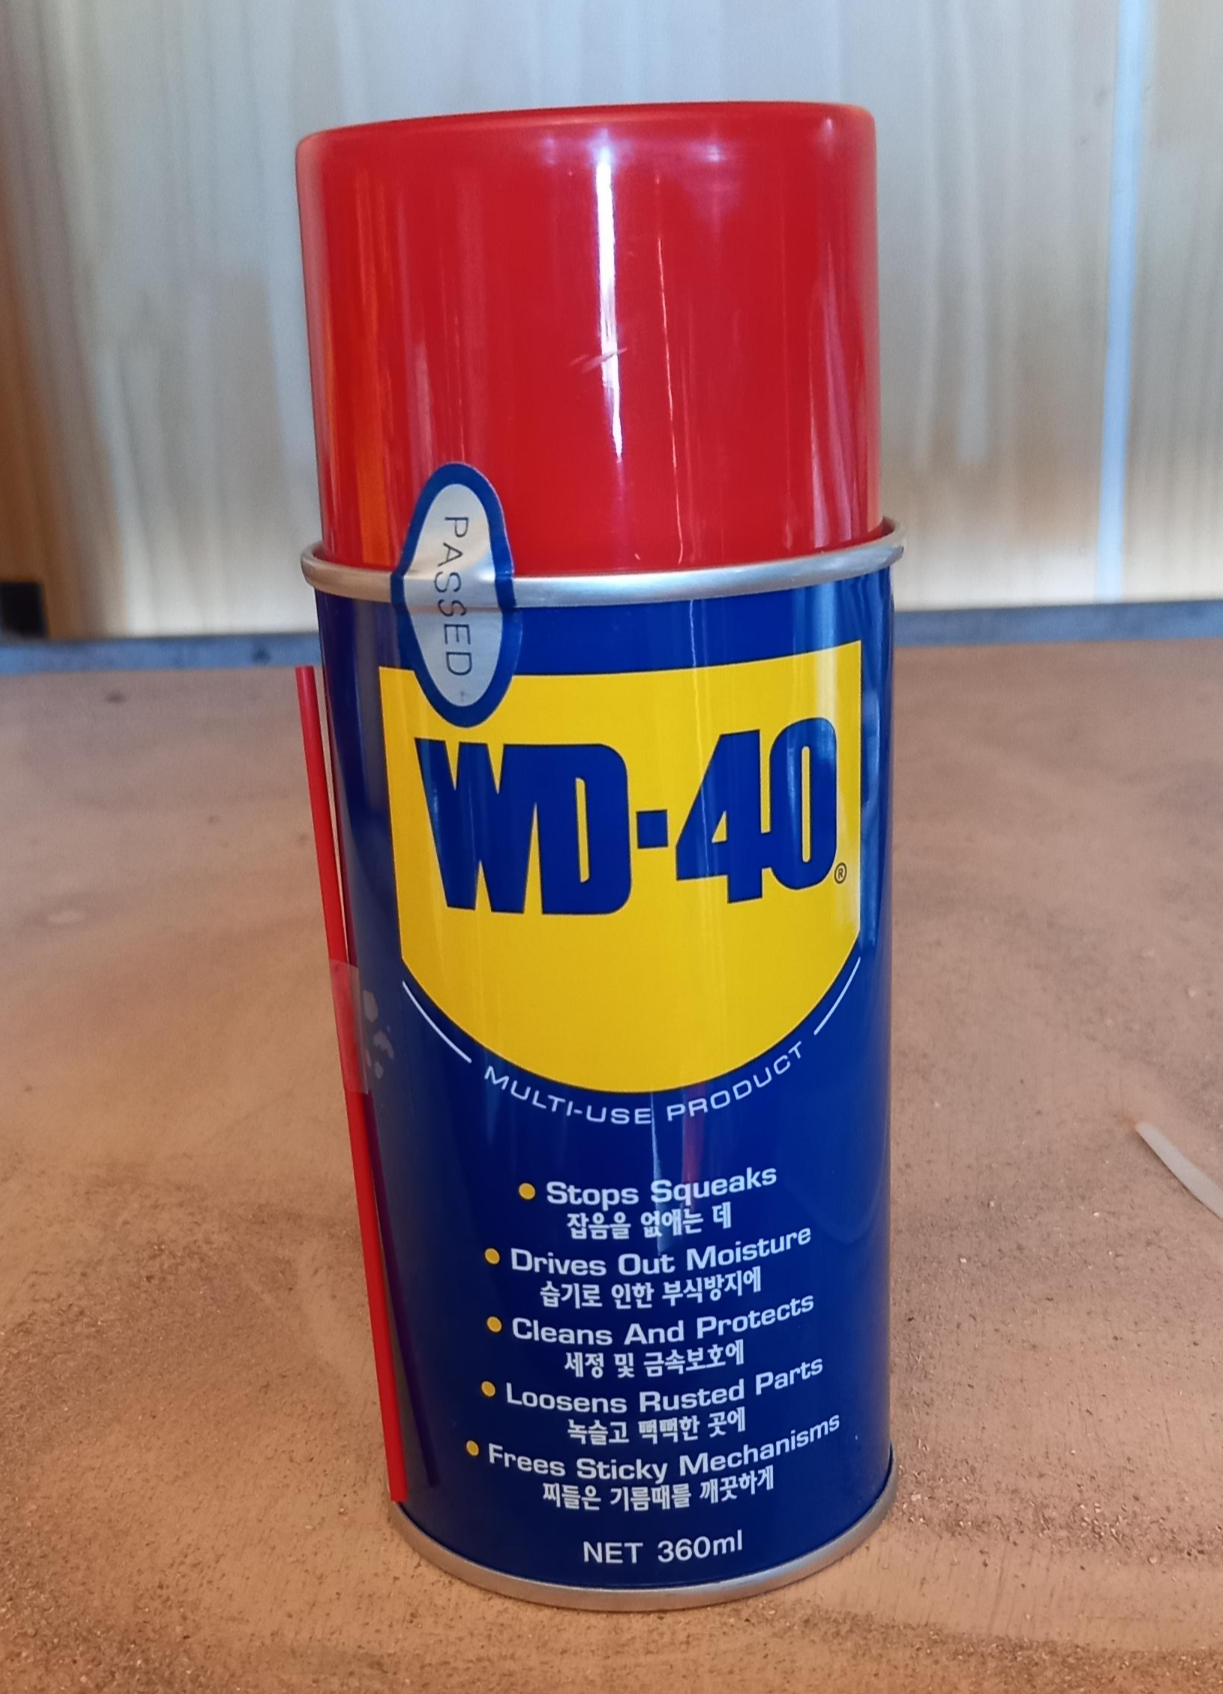 PASSED
WD-40®
MULTI-USE PRODUCT
● Stops Squeaks
잡음을 없애는 데
● Drives Out Moisture
습기로 인한 부식방지에
● Cleans And Protects
세정 및 금속보호에
● Loosens Rusted Parts
녹슬고 빽빽한 곳에
● Frees Sticky Mechanisms
찌들은 기름때를 깨끗하게
NET 360ml